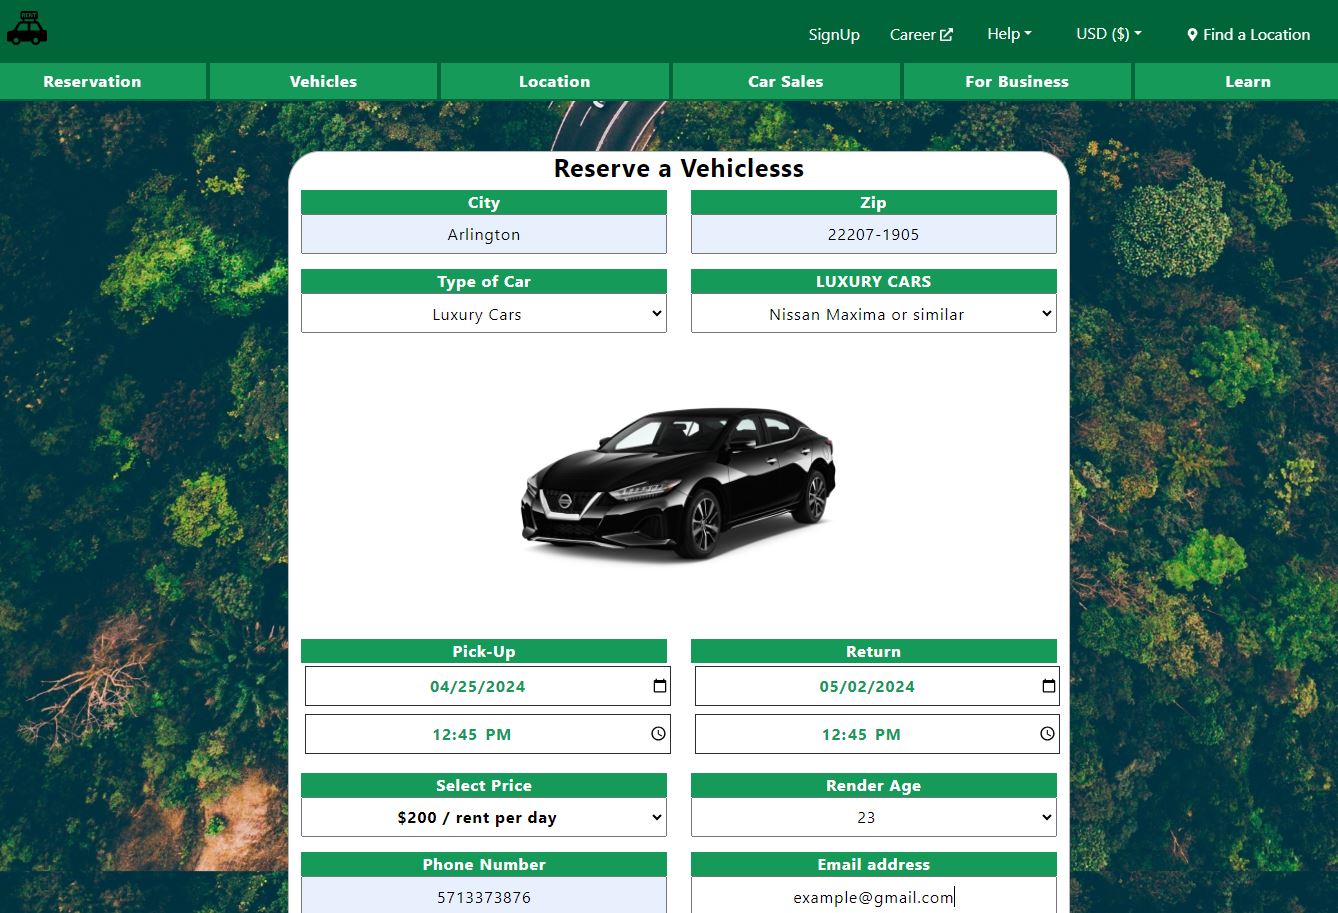 RENT
SignUp Career Help USD ($) Find a Location
Reservation Vehicles Location Car Sales For Business Learn
Reserve a Vehiclesss
City Zip
Arlington 22207-1905
Type of Car LUXURY CARS
Luxury Cars Nissan Maxima or similar
Pick-Up Return
04/25/2024 05/02/2024
12:45 PM 12:45 PM
Select Price Render Age
$200 / rent per day 23
Phone Number Email address
5713373876 example@gmail.com